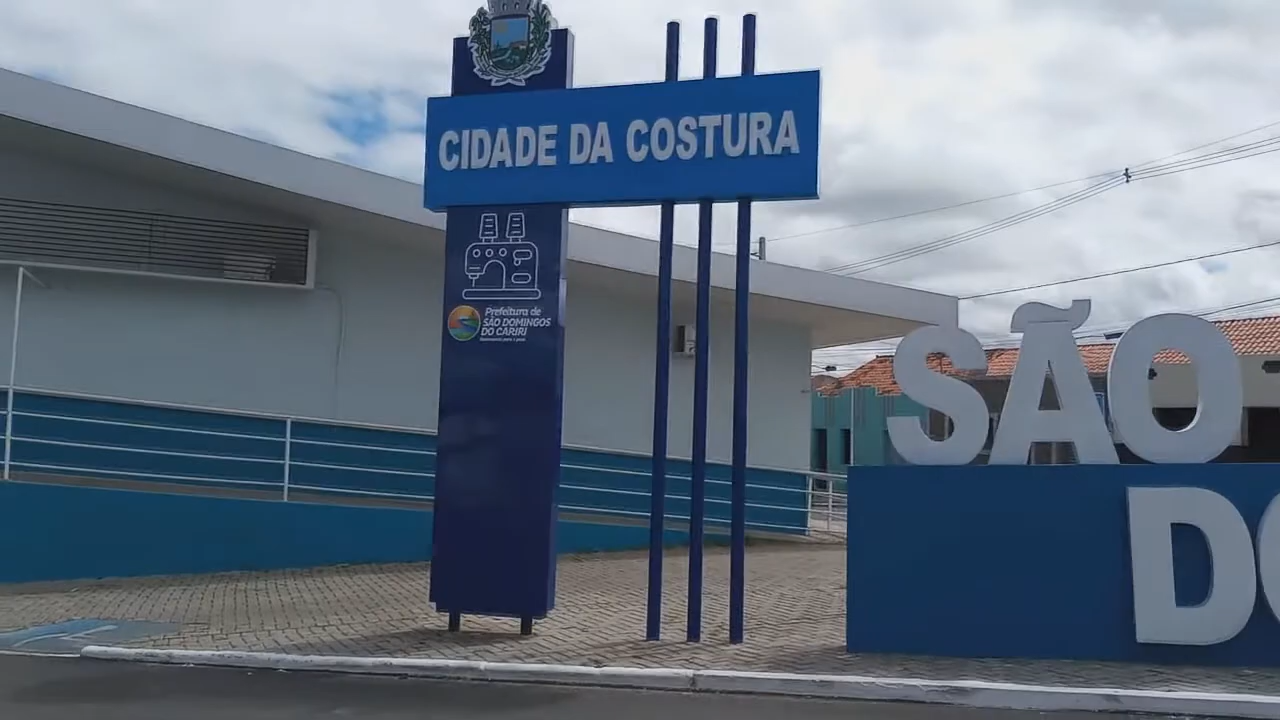 CIDADE DA COSTURA
Prefeitura de
SÃO DOMINGOS
DO CARIRI
SÃO
DO